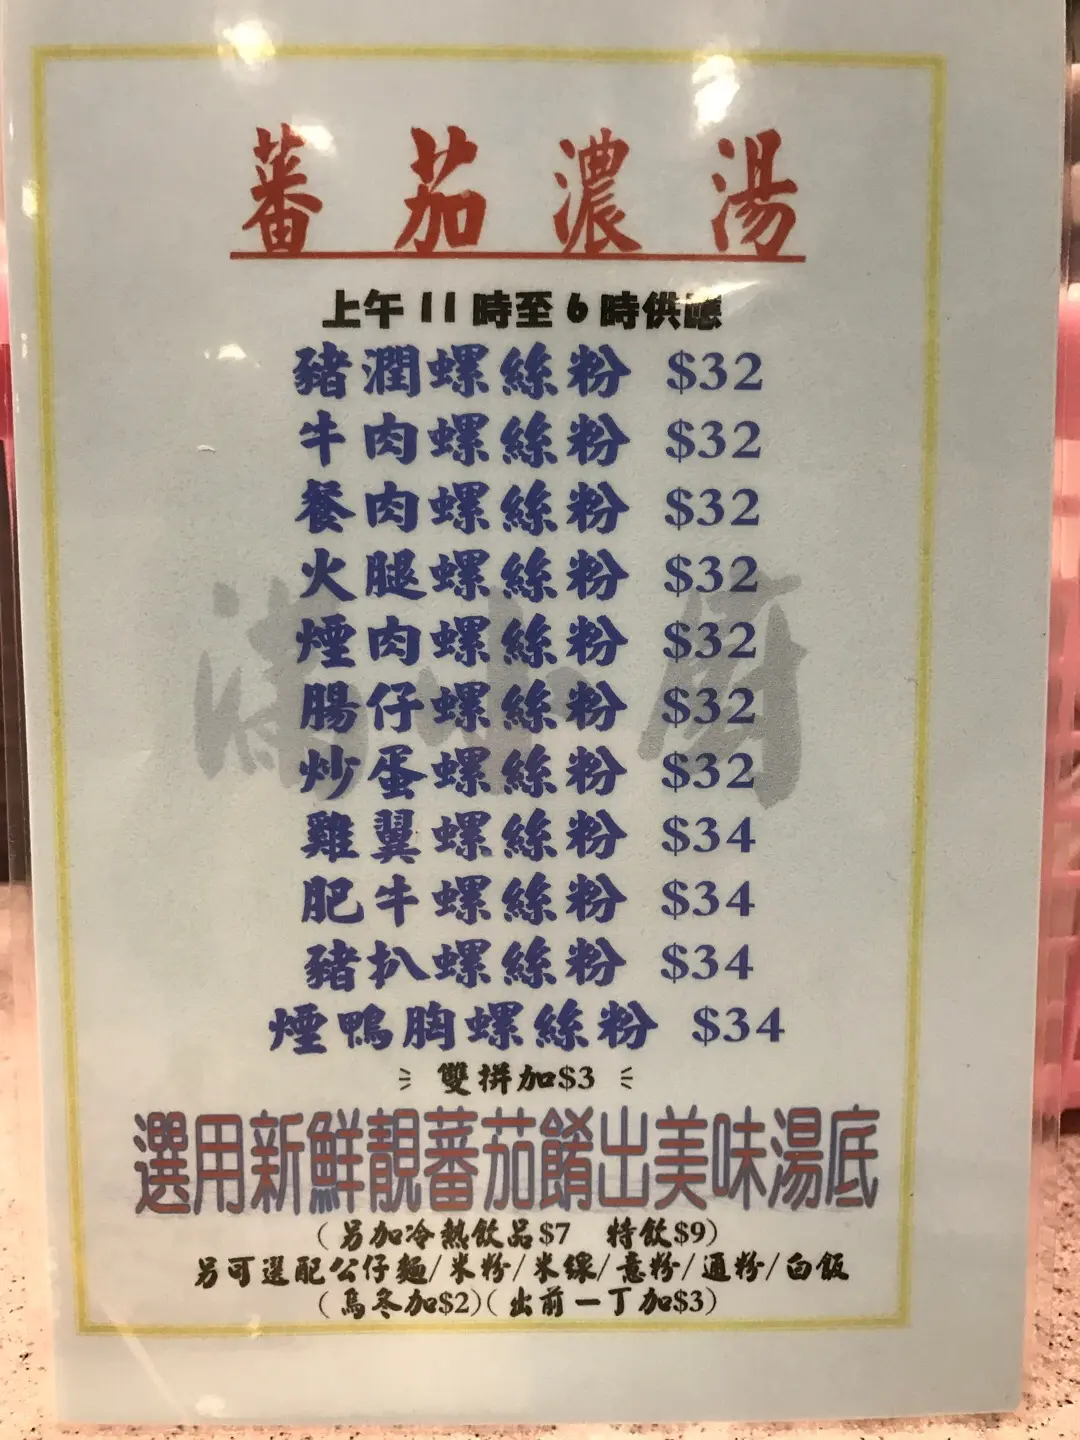 蕃茄濃湯
上午11時至6時供應
豬潤螺絲粉 $32
牛肉螺絲粉 $32
餐肉螺絲粉 $32
火腿螺絲粉 $32
煙肉螺絲粉 $32
腸仔螺絲粉 $32
炒蛋螺絲粉 $32
雞翼螺絲粉 $34
肥牛螺絲粉 $34
豬扒螺絲粉 $34
煙鴨胸螺絲粉 $34
雙拼加$3
選用新鮮靚蕃茄餚出美味湯底
(另加冷熱飲品$7 特飲$9)
另可選配公仔麵/米粉/米線/意粉/通粉/白飯
(烏冬加$2)(出前一丁加$3)